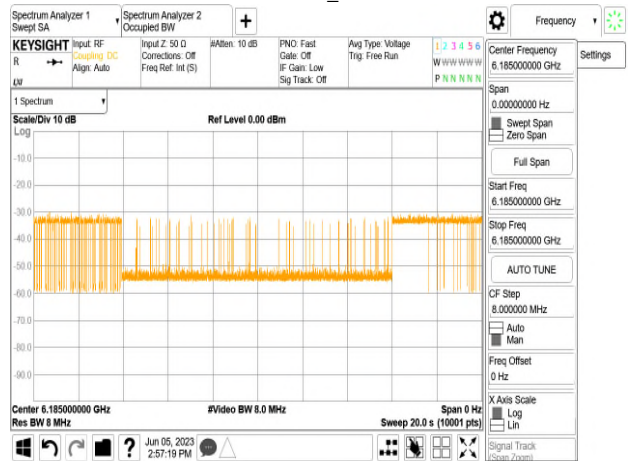 Spectrum Analyzer 1
Swept SA
Spectrum Analyzer 2
Occupied BW
+
Frequency
KEYSIGHT
R
Input: RF
Coupling: DC
Align: Auto
Input Z: 50 Ω
Corrections: Off
Freq Ref: Int (S)
#Atten: 10 dB
PNO: Fast
Gate: Off
IF Gain: Low
Sig Track: Off
Avg Type: Voltage
Trig: Free Run
1 2 3 4 5 6
W W W W W W
P N N N N N
1 Spectrum
Scale/Div 10 dB
Ref Level 0.00 dBm
Log
-10.0
-20.0
-30.0
-40.0
-50.0
-60.0
-70.0
-80.0
-90.0
Center 6.185000000 GHz
#Video BW 8.0 MHz
Span 0 Hz
Res BW 8 MHz
Sweep 20.0 s (10001 pts)
Jun 05, 2023
2:57:19 PM
?
Center Frequency
6.185000000 GHz
Settings
Span
0.00000000 Hz
Swept Span
Zero Span
Full Span
Start Freq
6.185000000 GHz
Stop Freq
6.185000000 GHz
AUTO TUNE
CF Step
8.000000 MHz
Auto
Man
Freq Offset
0 Hz
X Axis Scale
Log
Lin
Signal Track
(Span Zoom)